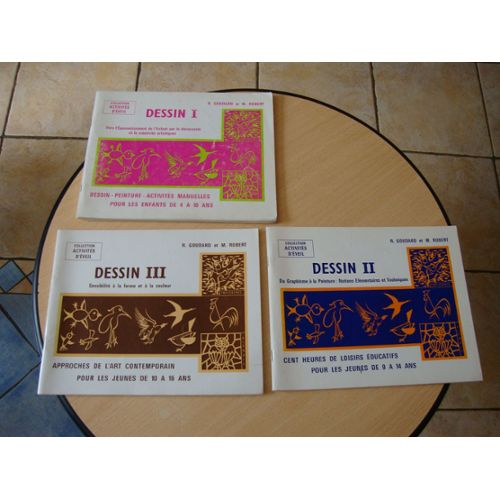 COLLECTION
ACTIVITÉS
D'ÉVEIL
R. GOUDARD et M. ROBERT
DESSIN I
Vers l'Épanouissement de l'Enfant par la découverte
et la créativité artistiques
DESSIN - PEINTURE - ACTIVITÉS MANUELLES
POUR LES ENFANTS DE 4 A 10 ANS
COLLECTION
ACTIVITÉS
D'ÉVEIL
R. GOUDARD et M. ROBERT
DESSIN III
Sensibilité à la forme et à la couleur
APPROCHES DE L'ART CONTEMPORAIN
POUR LES JEUNES DE 10 A 16 ANS
COLLECTION
ACTIVITÉS
D'ÉVEIL
R. GOUDARD et M. ROBERT
DESSIN II
Du Graphisme à la Peinture : Notions Élémentaires et Techniques
CENT HEURES DE LOISIRS ÉDUCATIFS
POUR LES JEUNES DE 9 A 14 ANS